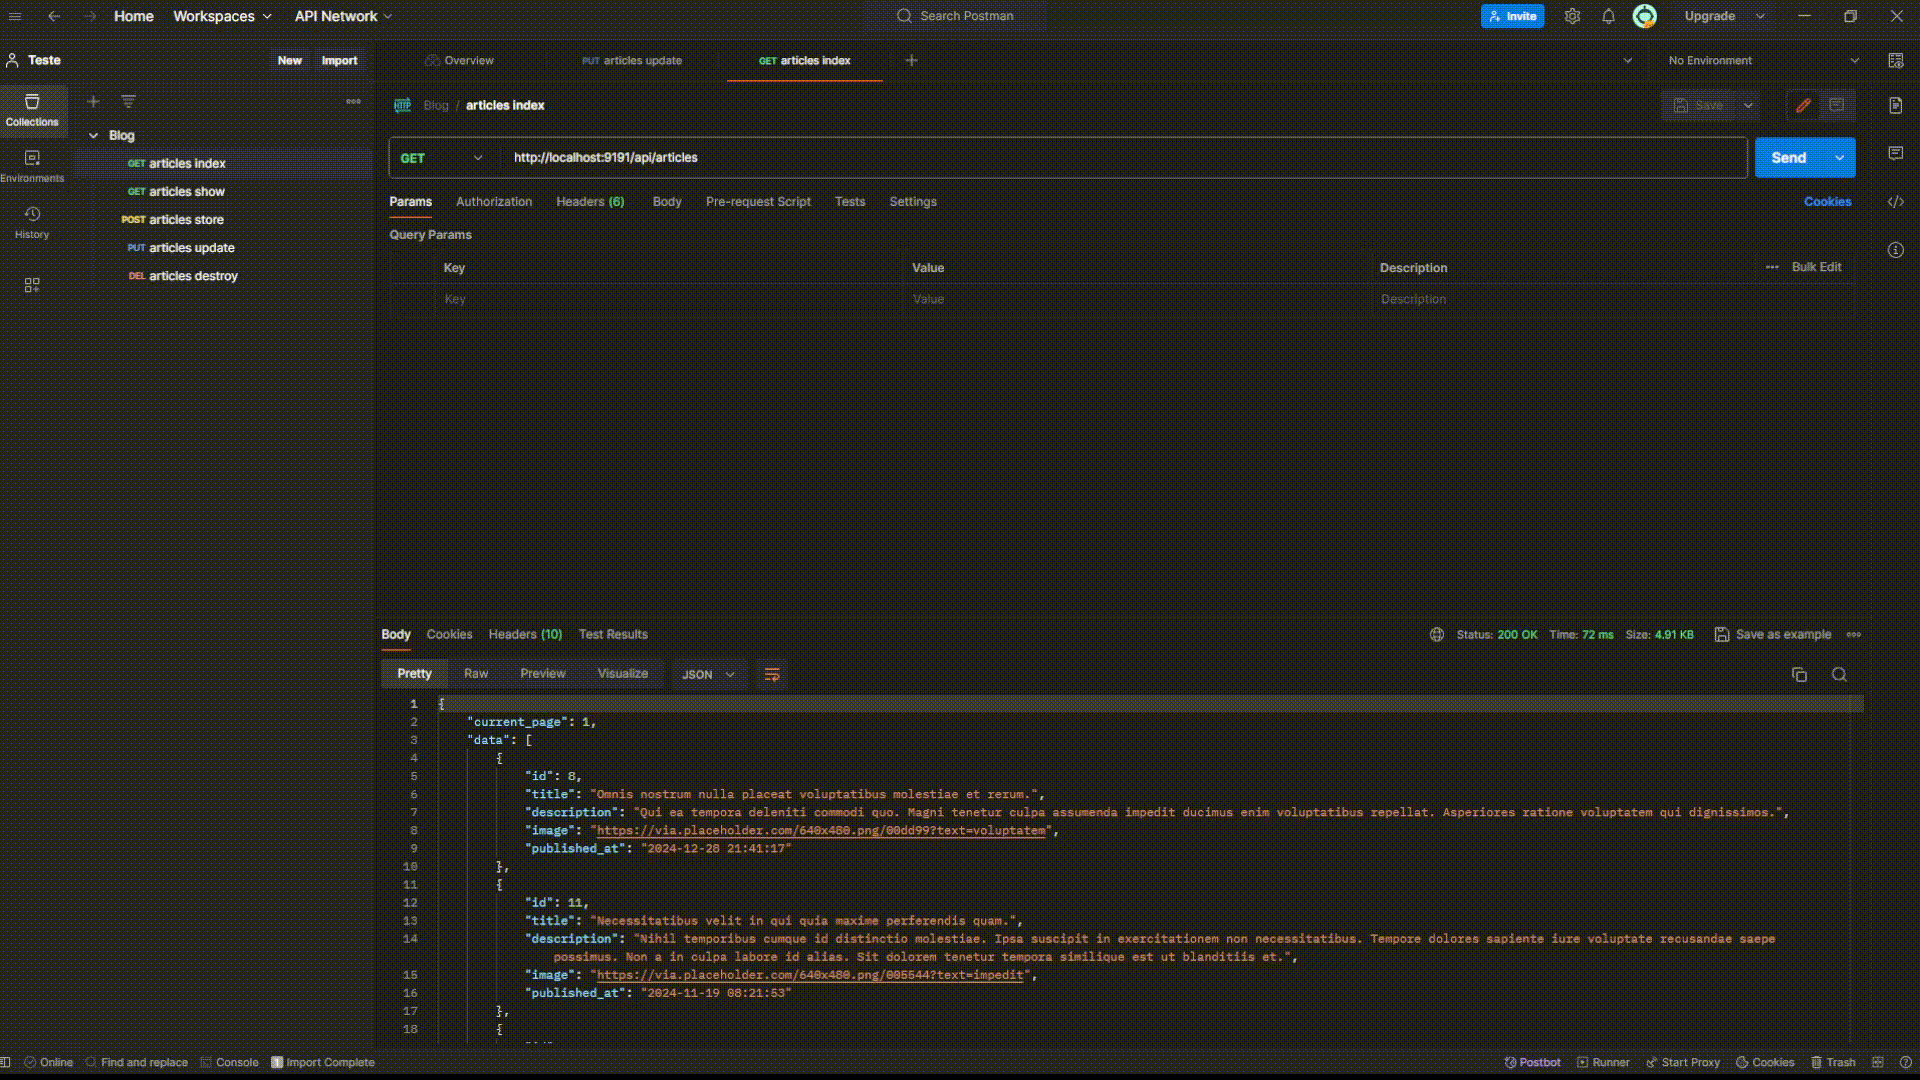 Home Workspaces API Network Search Postman Invite Upgrade
Teste New Import
Overview PUT articles update GET articles index No Environment
Collections
Environments
History
Blog
GET articles index
GET articles show
POST articles store
PUT articles update
DEL articles destroy
HTTP Blog / articles index Save
GET http://localhost:9191/api/articles Send
Params Authorization Headers (6) Body Pre-request Script Tests Settings Cookies
Query Params
Key Value Description Bulk Edit
Key Value Description
Body Cookies Headers (10) Test Results Status: 200 OK Time: 72 ms Size: 4.91 KB Save as example
Pretty Raw Preview Visualize JSON
1 {
2 "current_page": 1,
3 "data": [
4 {
5 "id": 8,
6 "title": "Omnis nostrum nulla placeat voluptatibus molestiae et rerum.",
7 "description": "Qui ea tempora deleniti commodi quo. Magni tenetur culpa assumenda impedit ducimus enim voluptatibus repellat. Asperiores ratione voluptatem qui dignissimos.",
8 "image": "https://via.placeholder.com/640x480.png/00dd99?text=voluptatem",
9 "published_at": "2024-12-28 21:41:17"
10 },
11 {
12 "id": 11,
13 "title": "Necessitatibus velit in qui quia maxime perferendis quam.",
14 "description": "Nihil temporibus cumque id distinctio molestiae. Ipsa suscipit in exercitationem non necessitatibus. Tempore dolores sapiente iure voluptate recusandae saepe
possimus. Non a in culpa labore id alias. Sit dolorem tenetur tempora similique est ut blanditiis et.",
15 "image": "https://via.placeholder.com/640x480.png/005544?text=impedit",
16 "published_at": "2024-11-19 08:21:53"
17 },
18 {
Online Find and replace Console 1 Import Complete Postbot Runner Start Proxy Cookies Trash